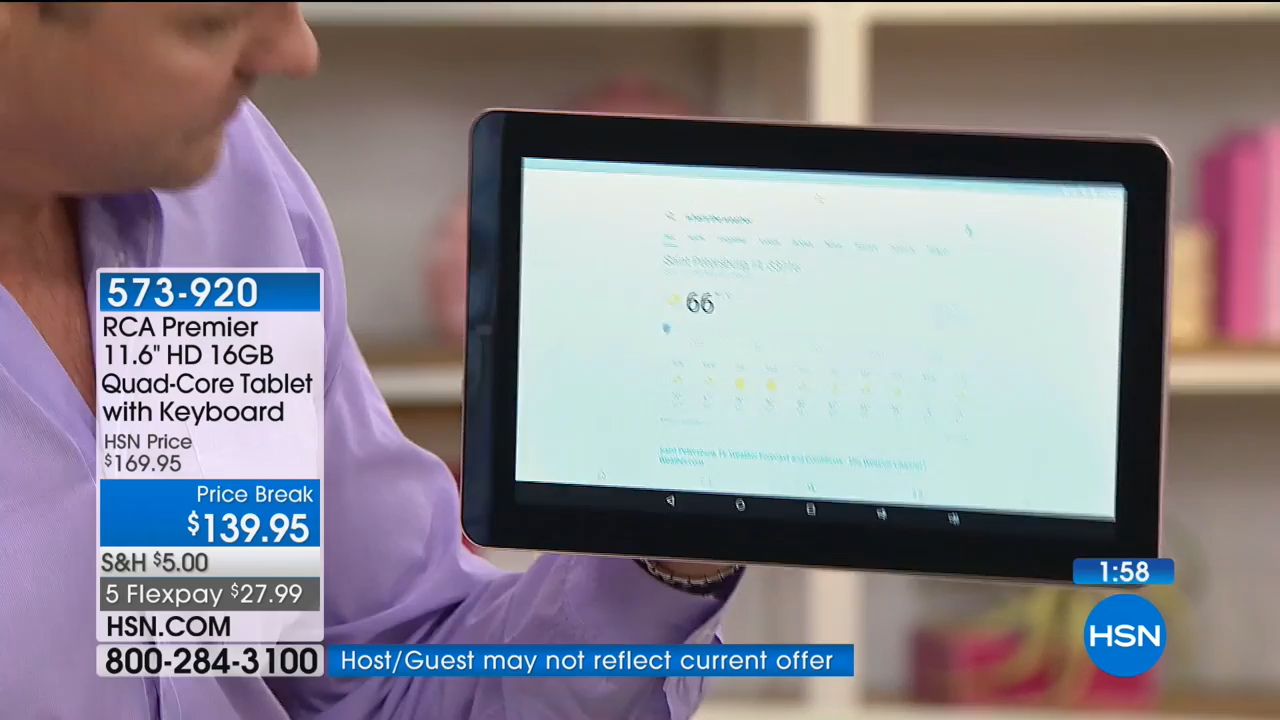 573-920
RCA Premier
11.6" HD 16GB
Quad-Core Tablet
with Keyboard
HSN Price
$169.95
Price Break
$139.95
S&H $5.00
5 Flexpay $27.99
HSN.COM
800-284-3100
Host/Guest may not reflect current offer
66
1:58
HSN